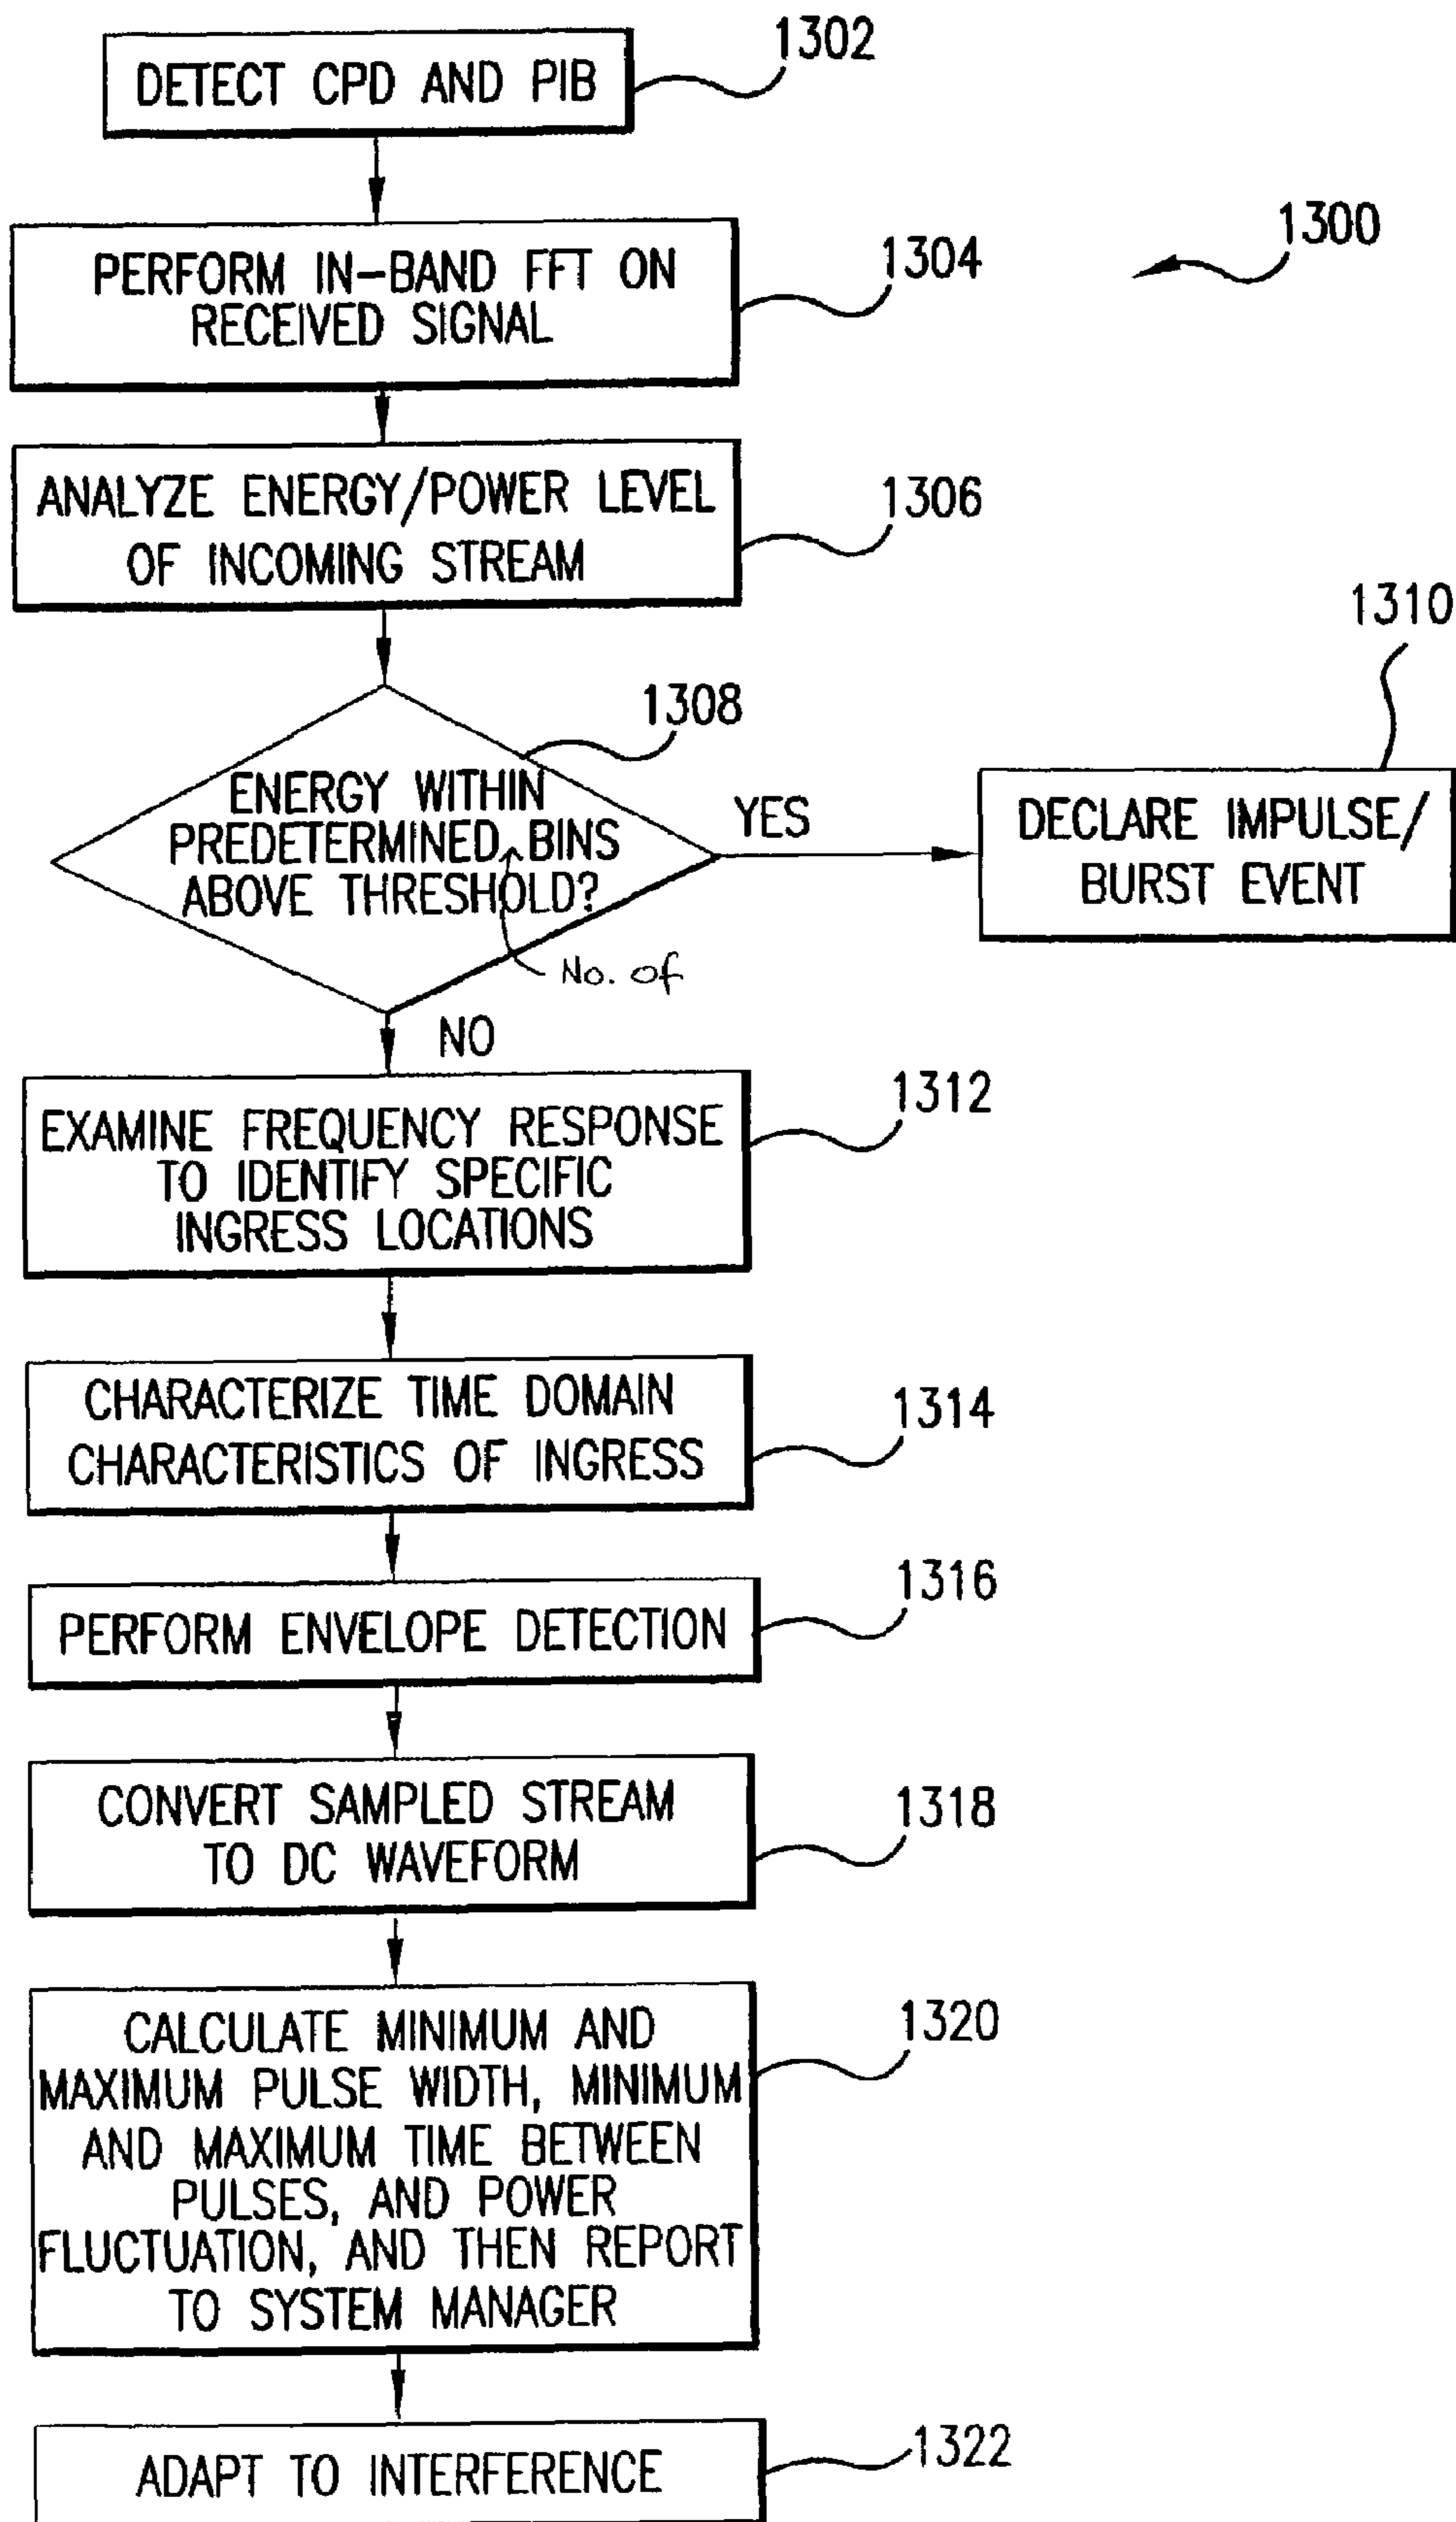 1302
DETECT CPD AND PIB
1300
1304
PERFORM IN-BAND FFT ON
RECEIVED SIGNAL
1306
ANALYZE ENERGY/POWER LEVEL
OF INCOMING STREAM
1310
1308
ENERGY WITHIN
PREDETERMINED BINS
ABOVE THRESHOLD?
No. of
YES
DECLARE IMPULSE/
BURST EVENT
NO
1312
EXAMINE FREQUENCY RESPONSE
TO IDENTIFY SPECIFIC
INGRESS LOCATIONS
1314
CHARACTERIZE TIME DOMAIN
CHARACTERISTICS OF INGRESS
1316
PERFORM ENVELOPE DETECTION
1318
CONVERT SAMPLED STREAM
TO DC WAVEFORM
1320
CALCULATE MINIMUM AND
MAXIMUM PULSE WIDTH, MINIMUM
AND MAXIMUM TIME BETWEEN
PULSES, AND POWER
FLUCTUATION, AND THEN REPORT
TO SYSTEM MANAGER
1322
ADAPT TO INTERFERENCE